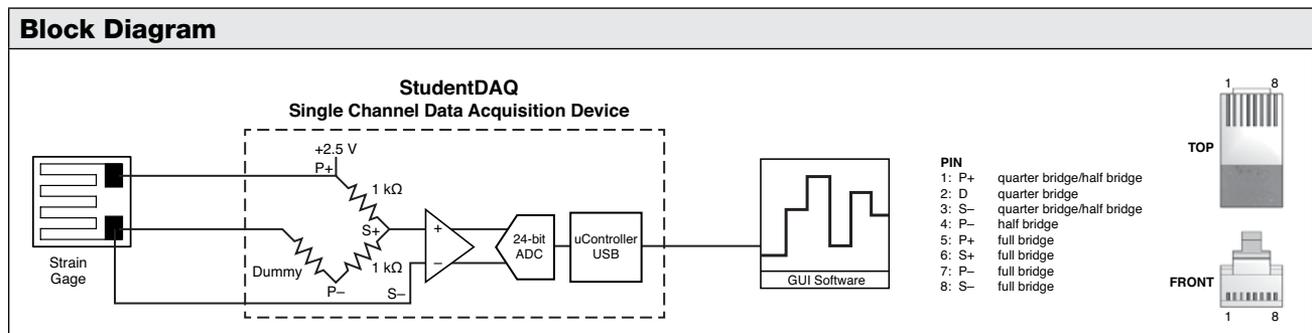 Block Diagram
StudentDAQ
Single Channel Data Acquisition Device
+2.5 V
P+
1 kΩ
S+
+
–
1 kΩ
Dummy
P–
S–
Strain
Gage
24-bit
ADC
uController
USB
GUI Software
PIN
1: P+ quarter bridge/half bridge
2: D quarter bridge
3: S– quarter bridge/half bridge
4: P– half bridge
5: P+ full bridge
6: S+ full bridge
7: P– full bridge
8: S– full bridge
1 8
TOP
FRONT
1 8